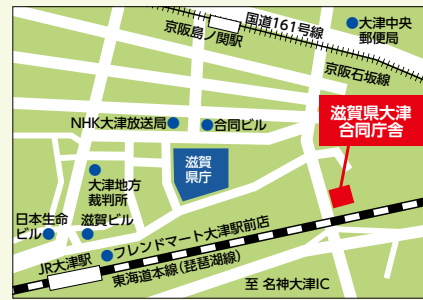 国道161号線
大津中央
郵便局
京阪島ノ関駅
京阪石坂線
滋賀県大津
合同庁舎
NHK大津放送局
合同ビル
滋賀
県庁
大津地方
裁判所
日本生命
ビル
滋賀ビル
フレンドマート大津駅前店
JR大津駅
東海道本線(琵琶湖線)
至 名神大津IC